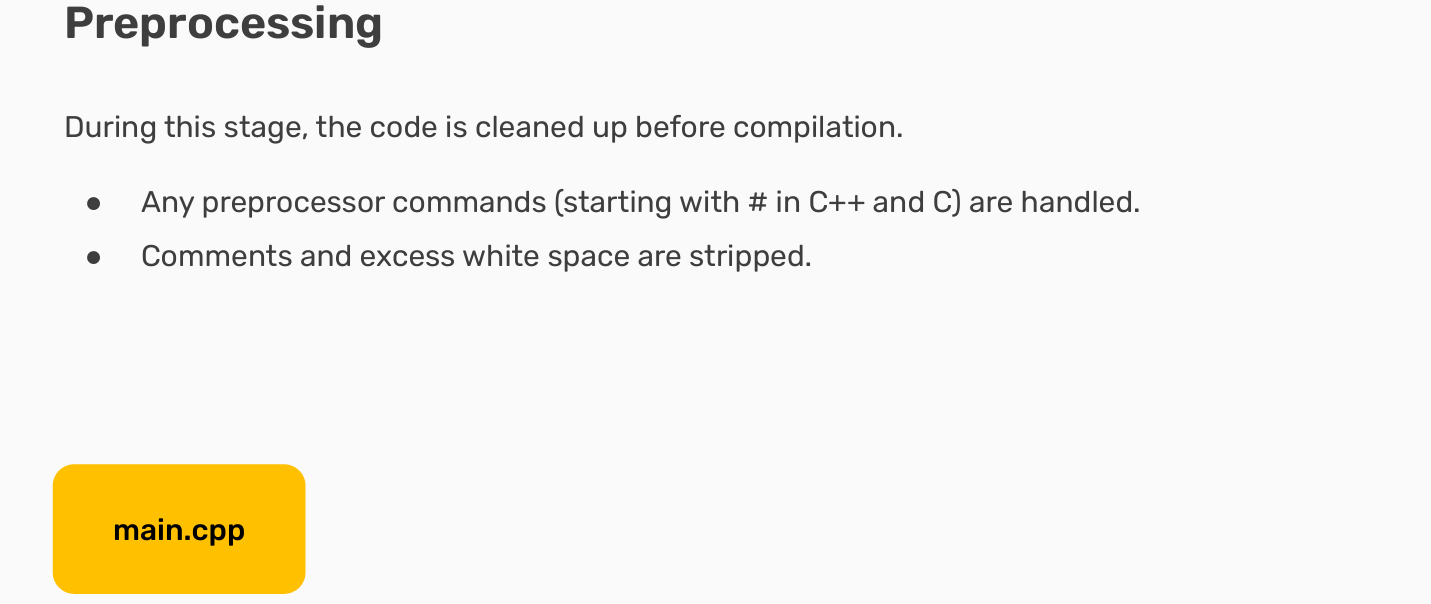 Preprocessing
During this stage, the code is cleaned up before compilation.
● Any preprocessor commands (starting with # in C++ and C) are handled.
● Comments and excess white space are stripped.
main.cpp